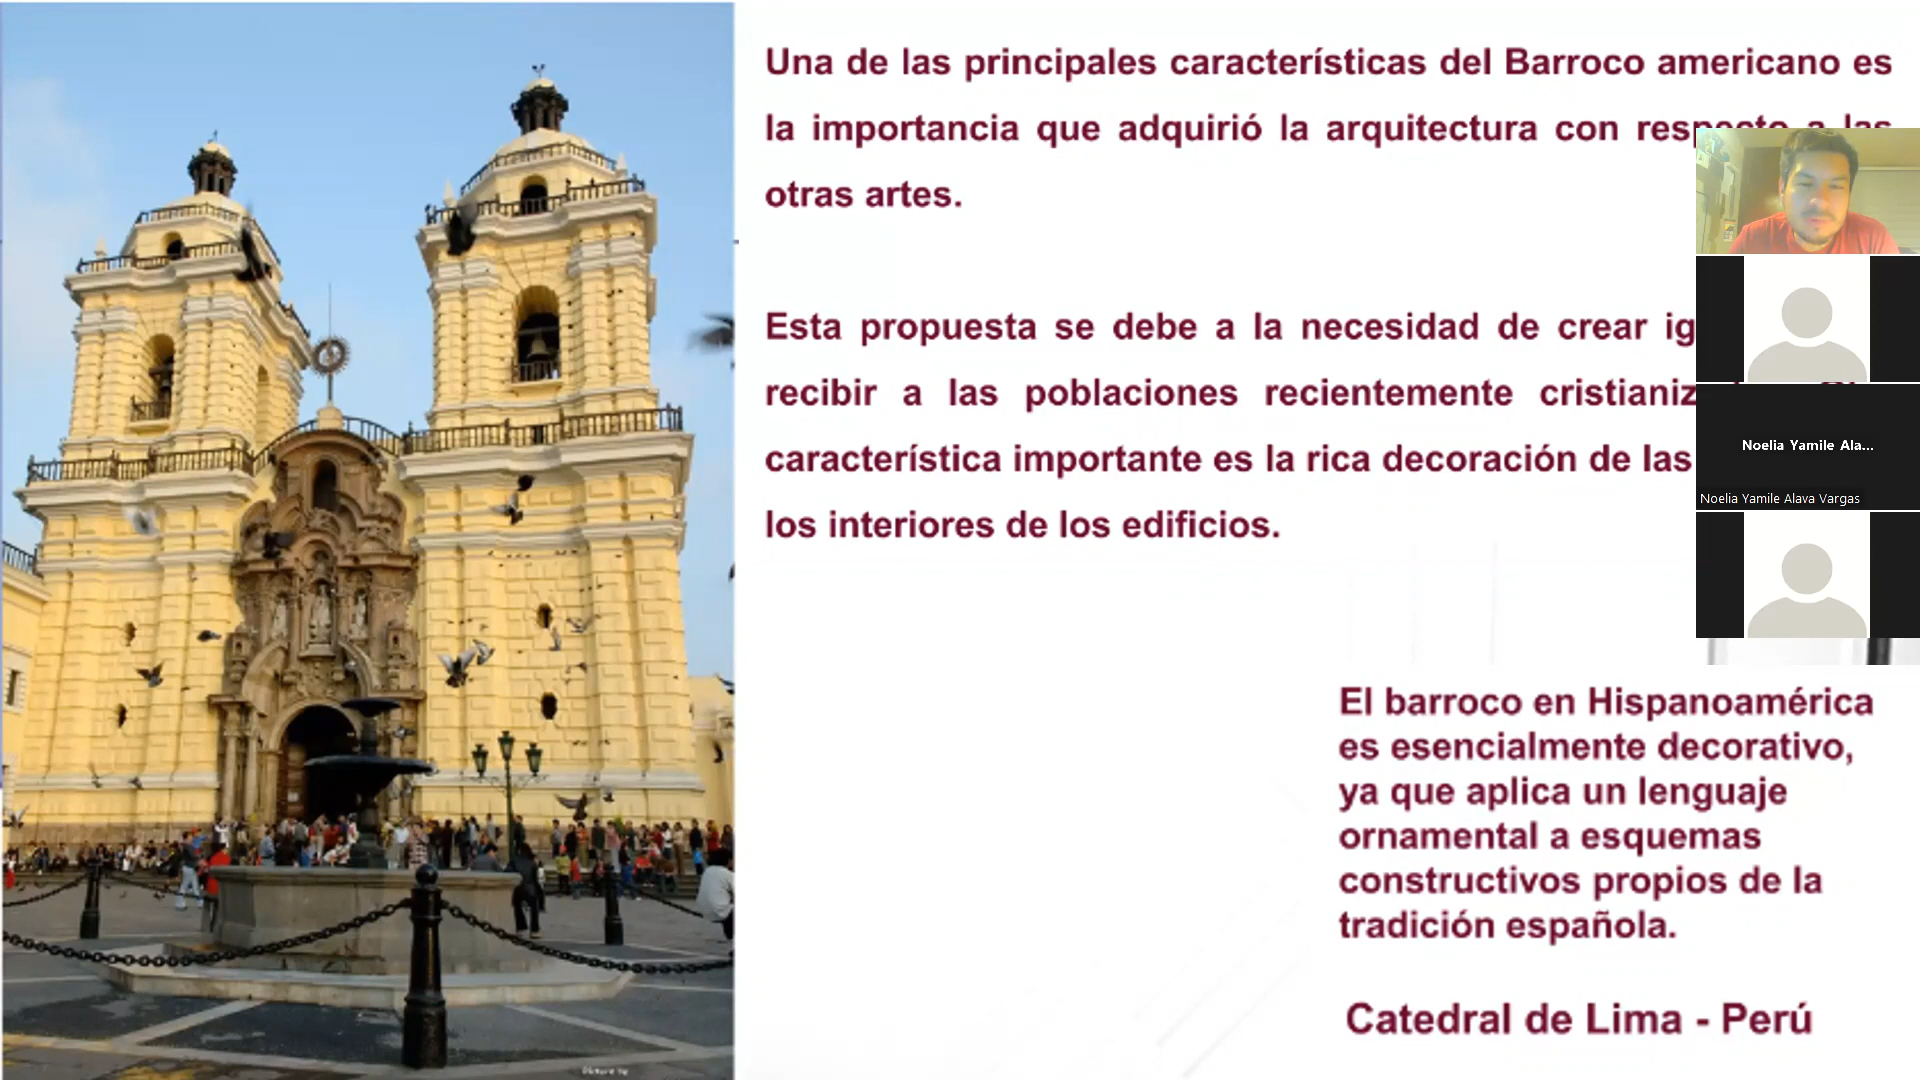 Una de las principales características del Barroco americano es
la importancia que adquirió la arquitectura con respecto a las
otras artes.
Esta propuesta se debe a la necesidad de crear ig
recibir a las poblaciones recientemente cristianiz
característica importante es la rica decoración de las
los interiores de los edificios.
Noelia Yamile Ala...
Noelia Yamile Alava Vargas
El barroco en Hispanoamérica
es esencialmente decorativo,
ya que aplica un lenguaje
ornamental a esquemas
constructivos propios de la
tradición española.
Catedral de Lima - Perú